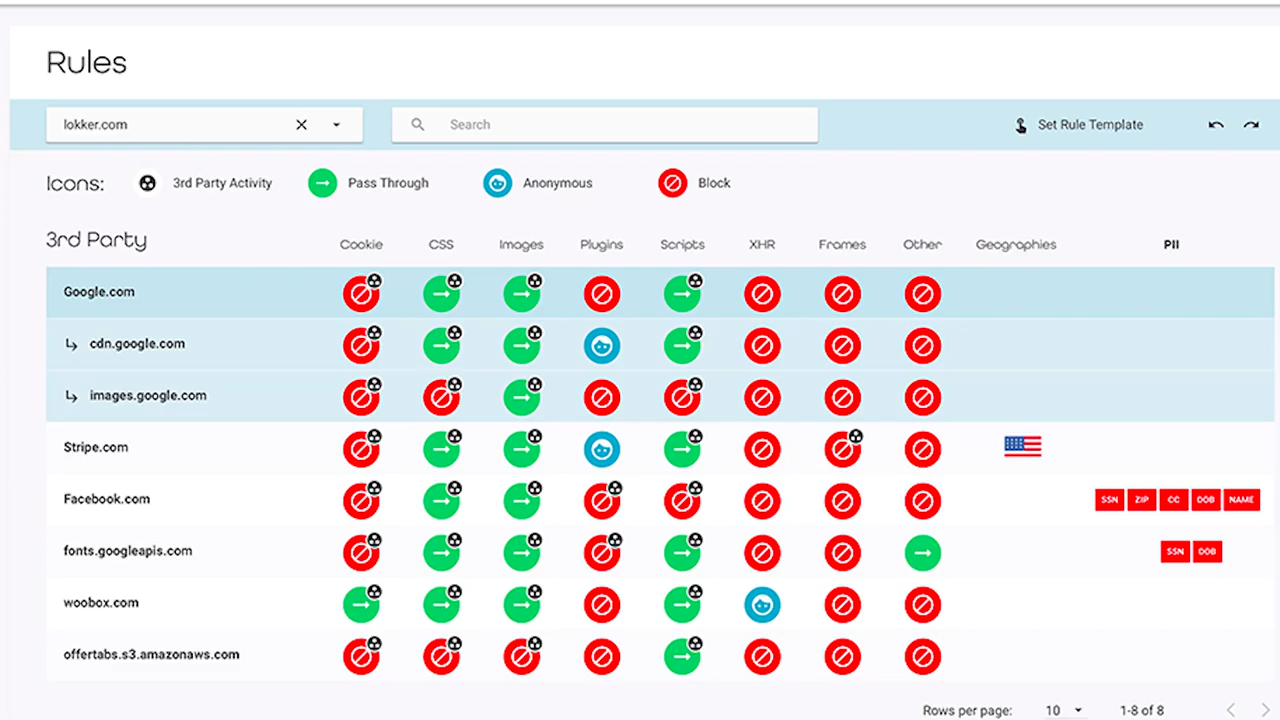 Rules
lokker.com
Search
Set Rule Template
Icons: 3rd Party Activity Pass Through Anonymous Block
3rd Party Cookie CSS Images Plugins Scripts XHR Frames Other Geographies PII
Google.com
cdn.google.com
images.google.com
Stripe.com
Facebook.com SSN ZIP CC DOB NAME
fonts.googleapis.com SSN DOB
woobox.com
offertabs.s3.amazonaws.com
Rows per page: 10 1-8 of 8